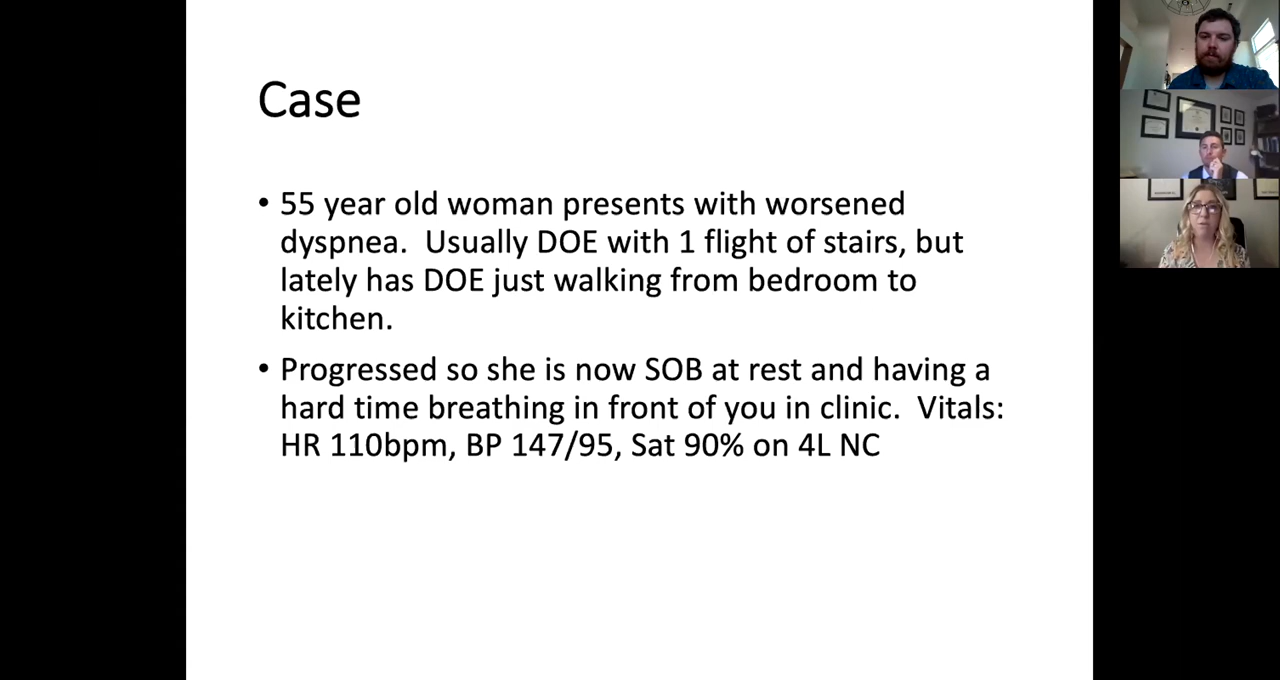 Case
• 55 year old woman presents with worsened
dyspnea.  Usually DOE with 1 flight of stairs, but
lately has DOE just walking from bedroom to
kitchen.
• Progressed so she is now SOB at rest and having a
hard time breathing in front of you in clinic.  Vitals:
HR 110bpm, BP 147/95, Sat 90% on 4L NC